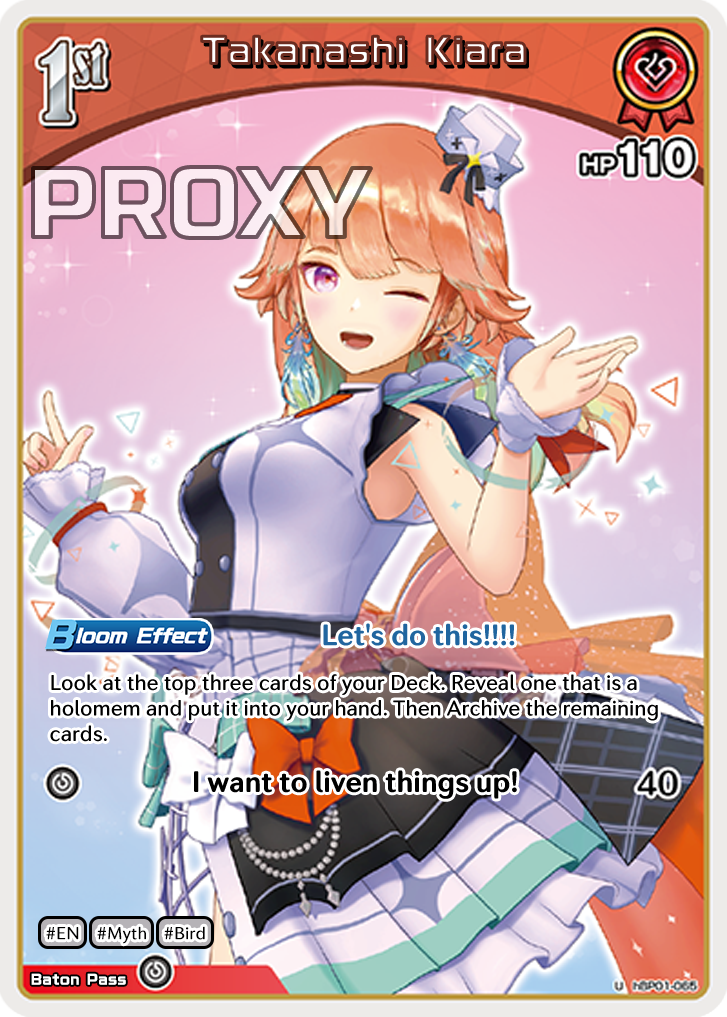 1st
Takanashi Kiara
HP110
PROXY
Bloom Effect
Let's do this!!!!
Look at the top three cards of your Deck. Reveal one that is a
holomem and put it into your hand. Then Archive the remaining
cards.
I want to liven things up!
40
#EN #Myth #Bird
Baton Pass
U hBP01-065